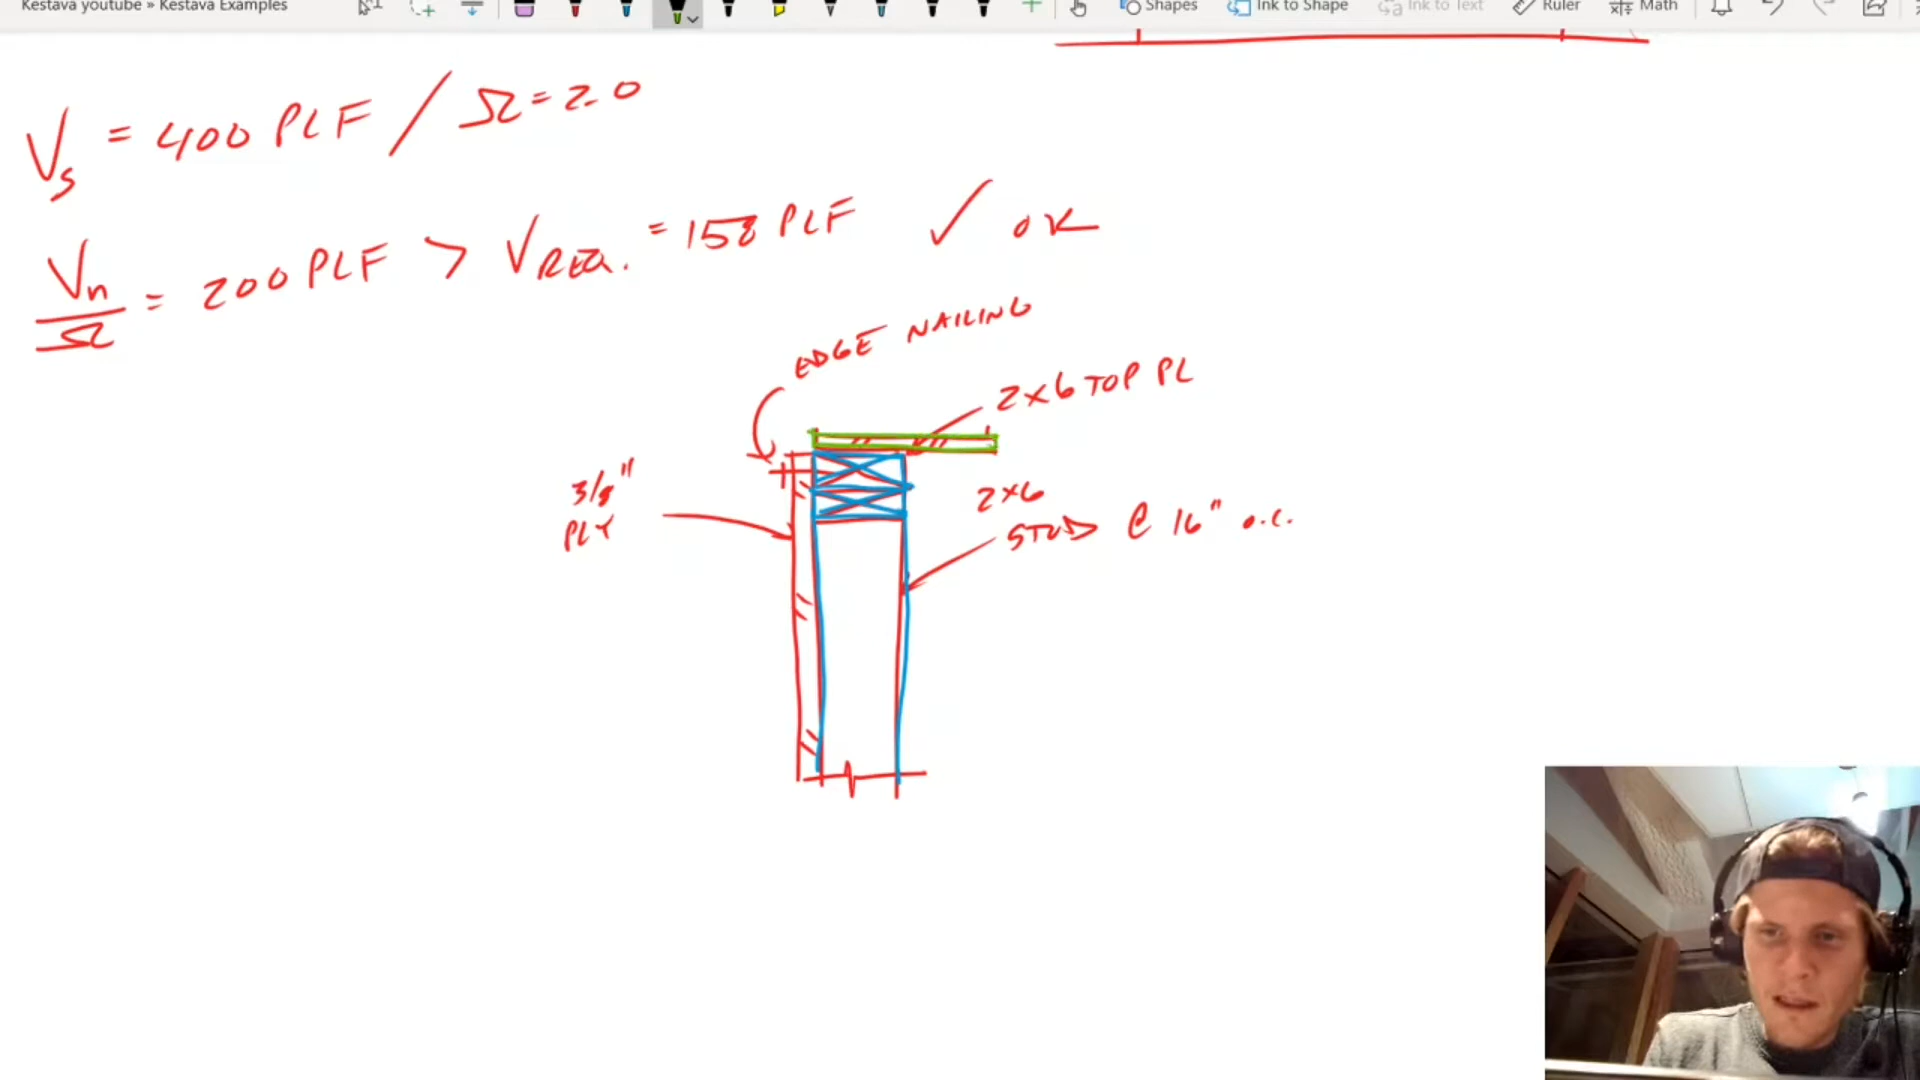 Kestava youtube » Kestava Examples
Shapes Ink to Shape Ink to Text Ruler Math
Vs = 400 PLF / Ω = 2.0
Vn/Ω = 200 PLF > VREQ. = 158 PLF ✓ OK
EDGE NAILING
2x6 TOP PL
3/8"
PLY
2x6
STUD @ 16" o.c.